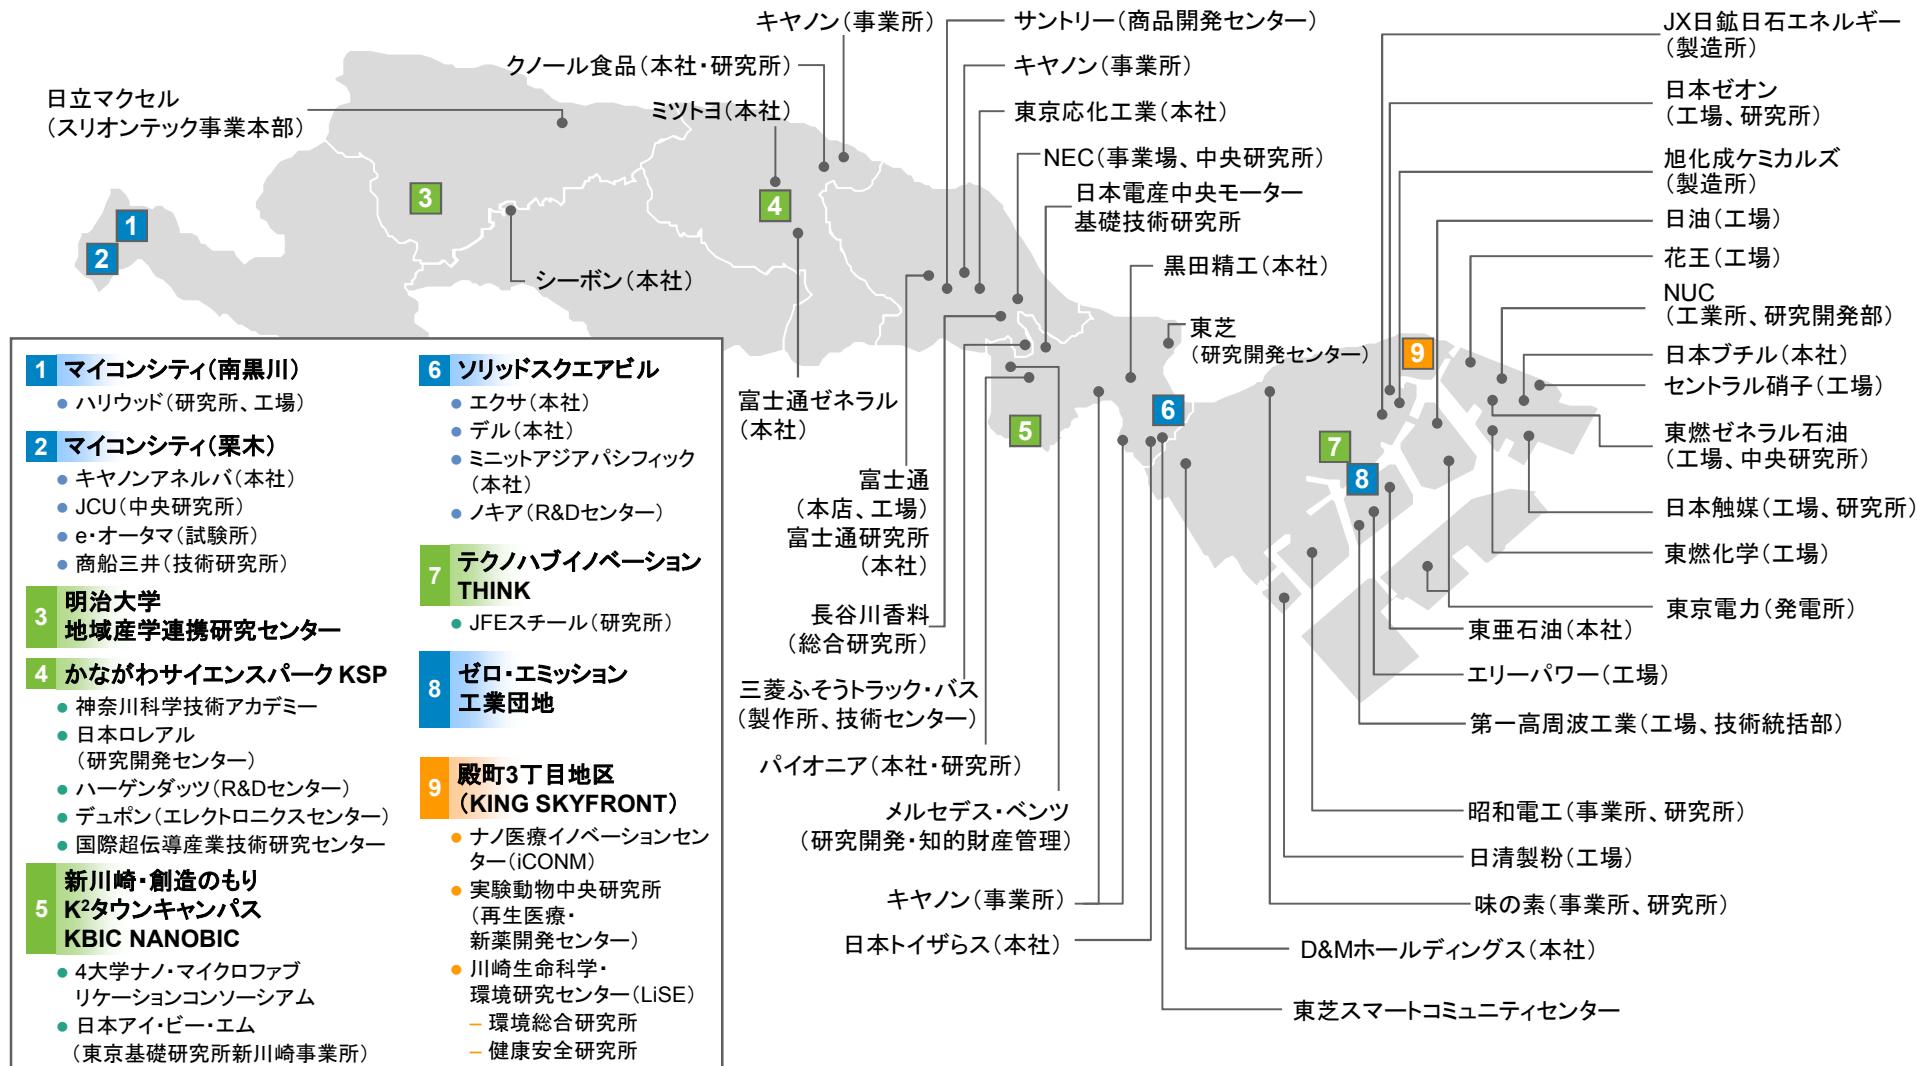 キヤノン（事業所）
クノール食品（本社・研究所）
ミツトヨ（本社）
日立マクセル
（スリオンテック事業本部）
サントリー（商品開発センター）
キヤノン（事業所）
東京応化工業（本社）
NEC（事業場、中央研究所）
日本電産中央モーター
基礎技術研究所
黒田精工（本社）
東芝
（研究開発センター）
シーボン（本社）
JX日鉱日石エネルギー
（製造所）
日本ゼオン
（工場、研究所）
旭化成ケミカルズ
（製造所）
日油（工場）
花王（工場）
NUC
（工業所、研究開発部）
日本ブチル（本社）
セントラル硝子（工場）
東燃ゼネラル石油
（工場、中央研究所）
日本触媒（工場、研究所）
東燃化学（工場）
東京電力（発電所）
東亜石油（本社）
エリーパワー（工場）
第一高周波工業（工場、技術統括部）
昭和電工（事業所、研究所）
日清製粉（工場）
味の素（事業所、研究所）
D&Mホールディングス（本社）
東芝スマートコミュニティセンター
富士通ゼネラル
（本社）
富士通
（本店、工場）
富士通研究所
（本社）
長谷川香料
（総合研究所）
三菱ふそうトラック・バス
（製作所、技術センター）
パイオニア（本社・研究所）
メルセデス・ベンツ
（研究開発・知的財産管理）
キヤノン（事業所）
日本トイザらス（本社）
1
2
3
4
5
6
7
8
9
1 マイコンシティ（南黒川）
● ハリウッド（研究所、工場）
2 マイコンシティ（栗木）
● キヤノンアネルバ（本社）
● JCU（中央研究所）
● e・オータマ（試験所）
● 商船三井（技術研究所）
3 明治大学
地域産学連携研究センター
4 かながわサイエンスパーク KSP
● 神奈川科学技術アカデミー
● 日本ロレアル
（研究開発センター）
● ハーゲンダッツ（R&Dセンター）
● デュポン（エレクトロニクスセンター）
● 国際超伝導産業技術研究センター
5 新川崎・創造のもり
K²タウンキャンパス
KBIC NANOBIC
● 4大学ナノ・マイクロファブ
リケーションコンソーシアム
● 日本アイ・ビー・エム
（東京基礎研究所新川崎事業所）
6 ソリッドスクエアビル
● エクサ（本社）
● デル（本社）
● ミニットアジアパシフィック
（本社）
● ノキア（R&Dセンター）
7 テクノハブイノベーション
THINK
● JFEスチール（研究所）
8 ゼロ・エミッション
工業団地
9 殿町3丁目地区
（KING SKYFRONT）
● ナノ医療イノベーションセン
ター（iCONM）
● 実験動物中央研究所
（再生医療・
新薬開発センター）
● 川崎生命科学・
環境研究センター（LiSE）
– 環境総合研究所
– 健康安全研究所